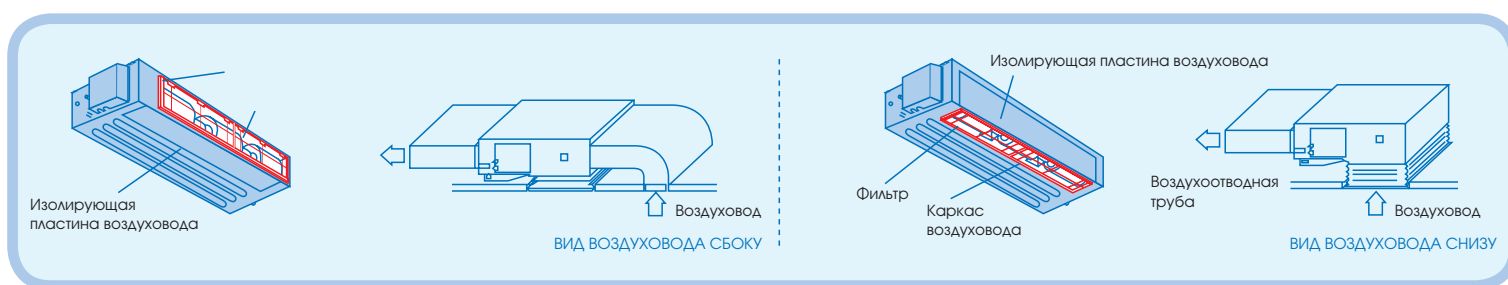 Изолирующая
пластина воздуховода
Воздуховод
ВИД ВОЗДУХОВОДА СБОКУ
Изолирующая пластина воздуховода
Фильтр
Каркас
воздуховода
Воздухоотводная
труба
Воздуховод
ВИД ВОЗДУХОВОДА СНИЗУ